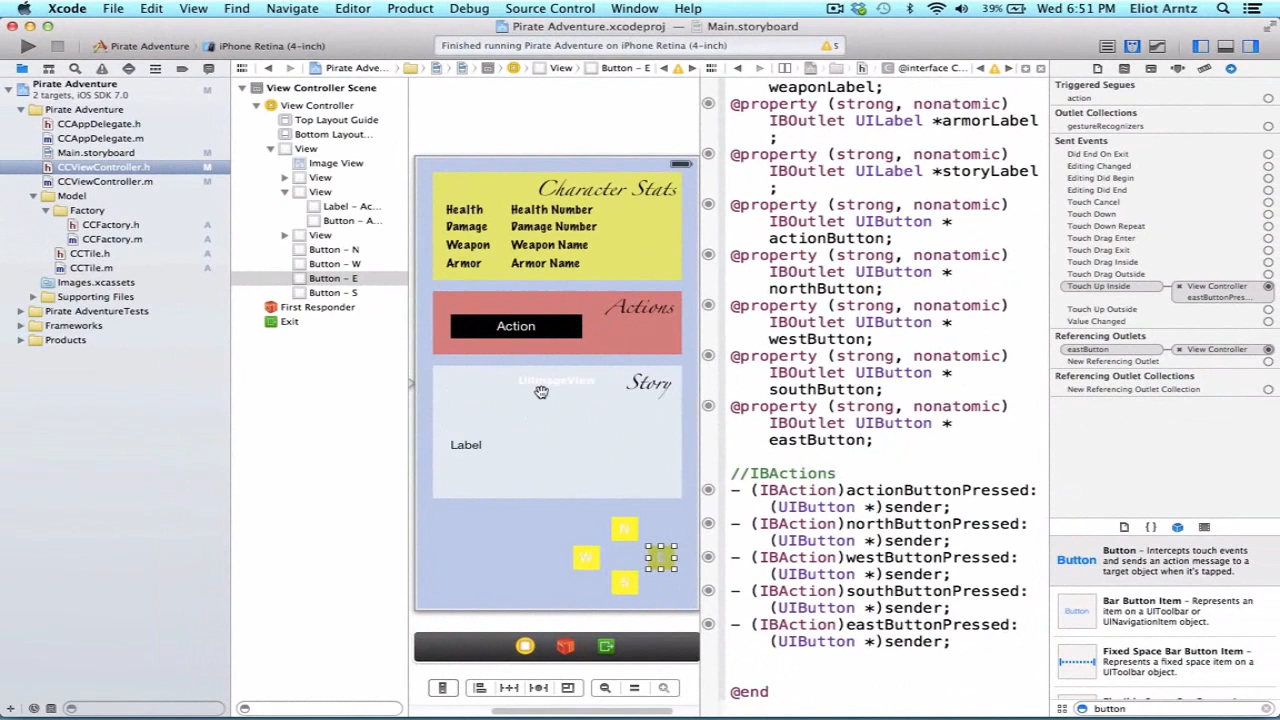 Xcode File Edit View Find Navigate Editor Product Debug Source Control Window Help 39% Wed 6:51 PM Eliot Arntz
Pirate Adventure.xcodeproj — Main.storyboard
Pirate Adventure iPhone Retina (4-inch) Finished running Pirate Adventure on iPhone Retina (4-inch) 5
Pirate Adve... View Button – E @interface C...
Pirate Adventure M
2 targets, iOS SDK 7.0
Pirate Adventure
CCAppDelegate.h
CCAppDelegate.m
Main.storyboard M
CCViewController.h M
CCViewController.m M
Model
Factory
CCFactory.h A
CCFactory.m A
CCTile.h A
CCTile.m A
Images.xcassets
Supporting Files
Pirate AdventureTests
Frameworks
Products
View Controller Scene
View Controller
Top Layout Guide
Bottom Layout...
View
Image View
View
View
Label – Ac...
Button – A...
View
Button – N
Button – W
Button – E
Button – S
First Responder
Exit
Character Stats
Health Health Number
Damage Damage Number
Weapon Weapon Name
Armor Armor Name
Actions
Action
UIImageView
Story
Label
N
W
S
weaponLabel;
@property (strong, nonatomic)
IBOutlet UILabel *armorLabel
;
@property (strong, nonatomic)
IBOutlet UILabel *storyLabel
;
@property (strong, nonatomic)
IBOutlet UIButton *
actionButton;
@property (strong, nonatomic)
IBOutlet UIButton *
northButton;
@property (strong, nonatomic)
IBOutlet UIButton *
westButton;
@property (strong, nonatomic)
IBOutlet UIButton *
southButton;
@property (strong, nonatomic)
IBOutlet UIButton *
eastButton;
//IBActions
- (IBAction)actionButtonPressed:
(UIButton *)sender;
- (IBAction)northButtonPressed:
(UIButton *)sender;
- (IBAction)westButtonPressed:
(UIButton *)sender;
- (IBAction)southButtonPressed:
(UIButton *)sender;
- (IBAction)eastButtonPressed:
(UIButton *)sender;
@end
Triggered Segues
action
Outlet Collections
gestureRecognizers
Sent Events
Did End On Exit
Editing Changed
Editing Did Begin
Editing Did End
Touch Cancel
Touch Down
Touch Down Repeat
Touch Drag Enter
Touch Drag Exit
Touch Drag Inside
Touch Drag Outside
Touch Up Inside View Controller
eastButtonPres...
Touch Up Outside
Value Changed
Referencing Outlets
eastButton View Controller
New Referencing Outlet
Referencing Outlet Collections
New Referencing Outlet Collection
Button Button – Intercepts touch events
and sends an action message to a
target object when it's tapped.
Button Bar Button Item – Represents
an item on a UIToolbar or
UINavigationItem object.
Fixed Space Bar Button Item –
Represents a fixed space item on a
UIToolbar object.
button